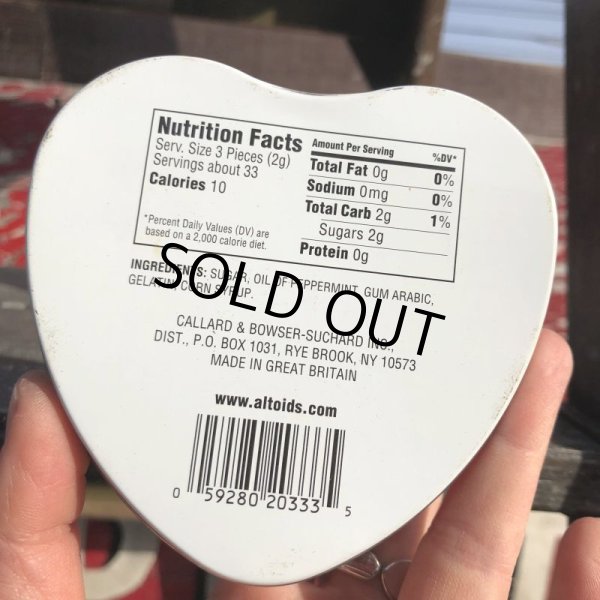 Nutrition Facts
Serv. Size 3 Pieces (2g)
Servings about 33
Calories 10
*Percent Daily Values (DV) are
based on a 2,000 calorie diet.
Amount Per Serving %DV*
Total Fat 0g 0%
Sodium 0mg 0%
Total Carb 2g 1%
Sugars 2g
Protein 0g
INGREDIENTS: SUGAR, OIL OF PEPPERMINT, GUM ARABIC,
GELATIN, CORN SYRUP.
SOLD OUT
CALLARD & BOWSER-SUCHARD INC.,
DIST., P.O. BOX 1031, RYE BROOK, NY 10573
MADE IN GREAT BRITAIN
www.altoids.com
0 59280 20333 5